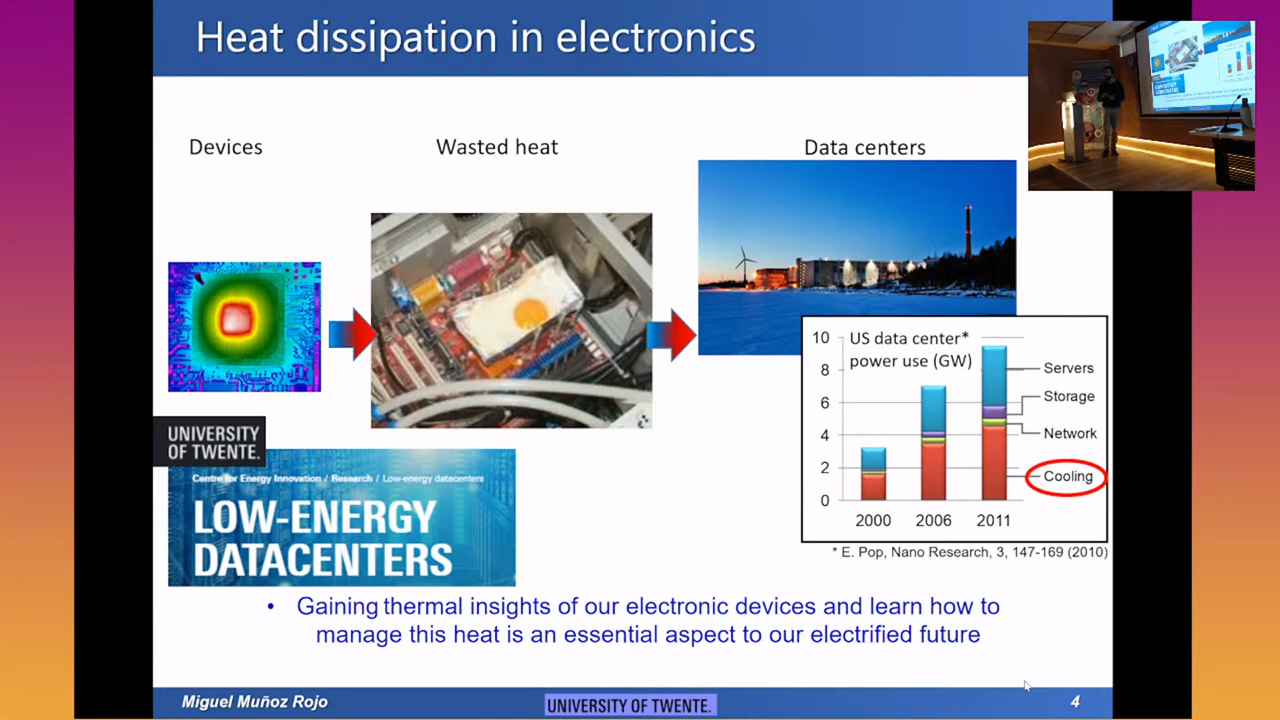 Heat dissipation in electronics
Devices
Wasted heat
Data centers
US data center*
power use (GW)
10
8
6
4
2
0
Servers
Storage
Network
Cooling
2000 2006 2011
* E. Pop, Nano Research, 3, 147-169 (2010)
UNIVERSITY
OF TWENTE.
Centre for Energy Innovation / Research / Low-energy datacenters
LOW-ENERGY
DATACENTERS
• Gaining thermal insights of our electronic devices and learn how to
manage this heat is an essential aspect to our electrified future
Miguel Muñoz Rojo
UNIVERSITY OF TWENTE.
4